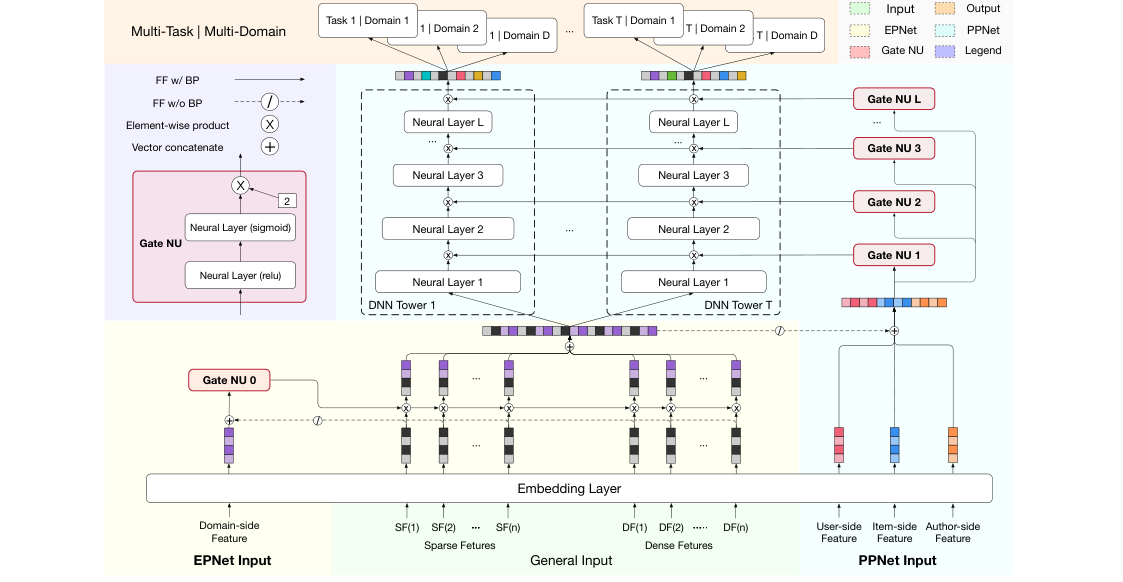 Multi-Task | Multi-Domain
Task 1 | Domain 1
1 | Domain 2
1 | Domain D
...
Task T | Domain 1
T | Domain 2
T | Domain D
Input
Output
EPNet
PPNet
Gate NU
Legend
FF w/ BP
FF w/o BP
/
Element-wise product
X
Vector concatenate
+
X
2
Neural Layer (sigmoid)
Gate NU
Neural Layer (relu)
x
Neural Layer L
...
x
Neural Layer 3
x
Neural Layer 2
x
Neural Layer 1
DNN Tower 1
...
x
Neural Layer L
...
x
Neural Layer 3
x
Neural Layer 2
x
Neural Layer 1
DNN Tower T
Gate NU L
...
Gate NU 3
Gate NU 2
Gate NU 1
/
+
+
Gate NU 0
... ...
x x x x x x
+ /
... ...
Embedding Layer
Domain-side
Feature
EPNet Input
SF(1) SF(2) ... SF(n)
Sparse Fetures
DF(1) DF(2) ..... DF(n)
Dense Fetures
General Input
User-side
Feature
Item-side
Feature
Author-side
Feature
PPNet Input